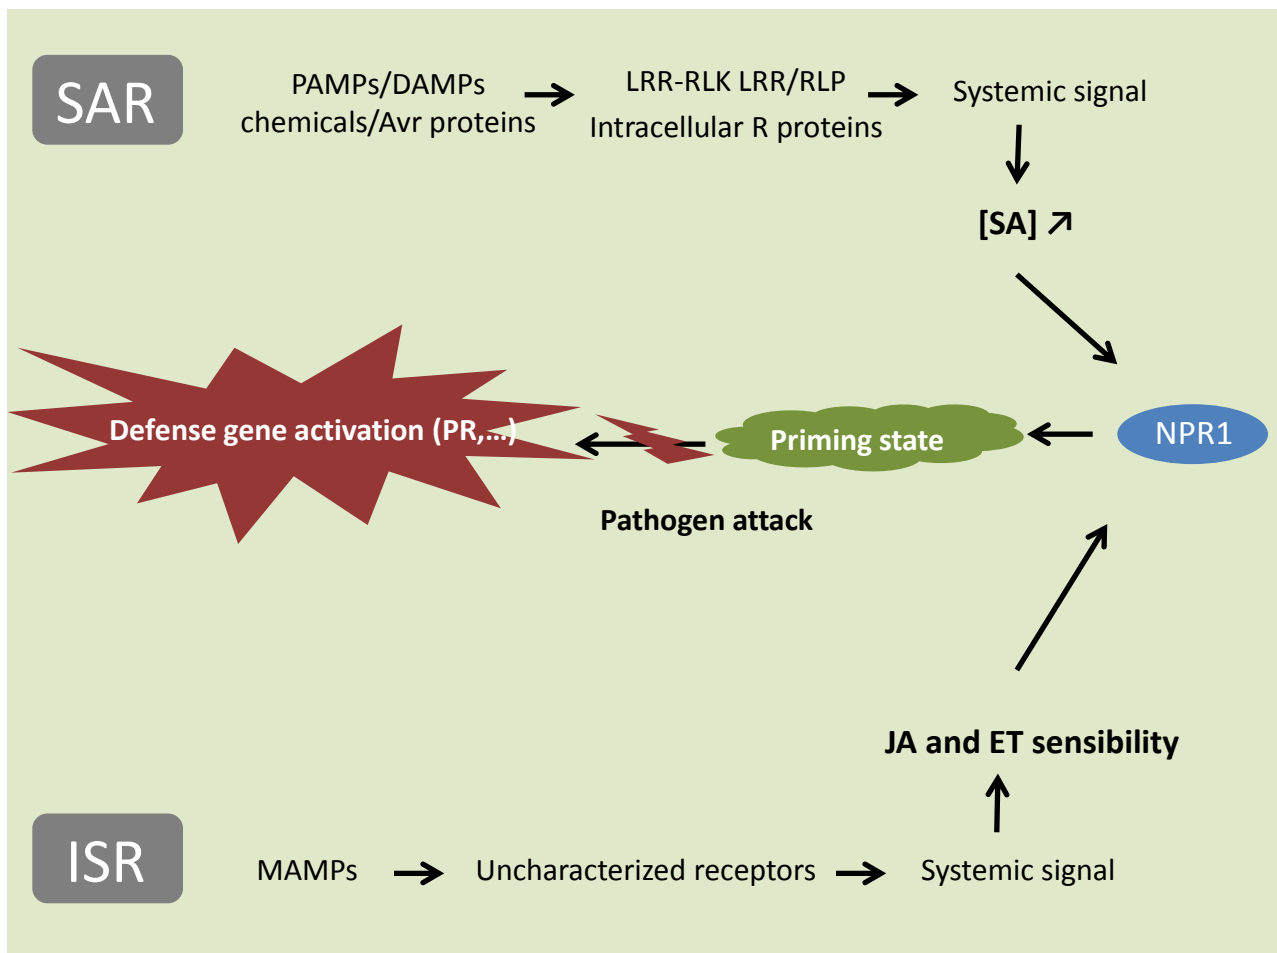 SAR
PAMPs/DAMPs
chemicals/Avr proteins
LRR-RLK LRR/RLP
Intracellular R proteins
Systemic signal
[SA] ↗
Defense gene activation (PR,...)
Priming state
NPR1
Pathogen attack
JA and ET sensibility
ISR
MAMPs
Uncharacterized receptors
Systemic signal